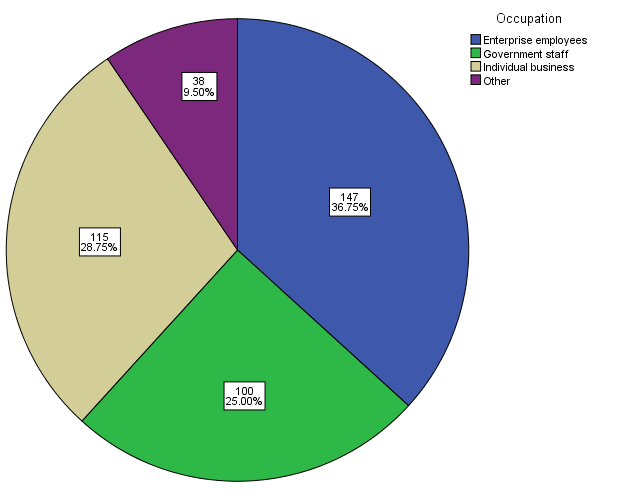 Occupation
Enterprise employees
Government staff
Individual business
Other
38
9.50%
147
36.75%
115
28.75%
100
25.00%